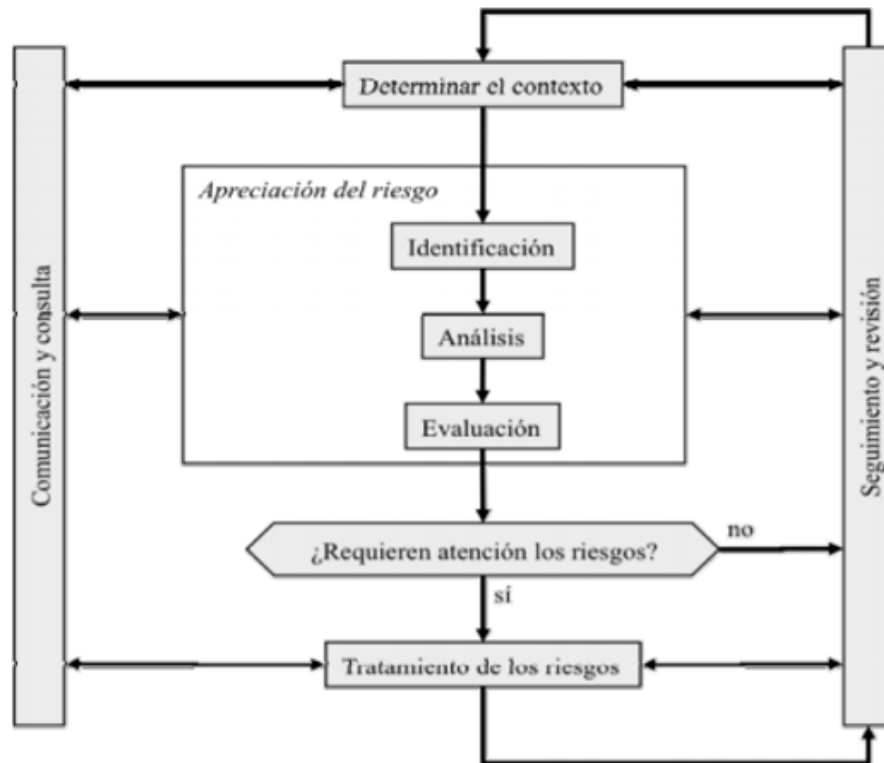 Determinar el contexto
Apreciación del riesgo
Identificación
Análisis
Evaluación
¿Requieren atención los riesgos?
no
sí
Tratamiento de los riesgos
Comunicación y consulta
Seguimiento y revisión